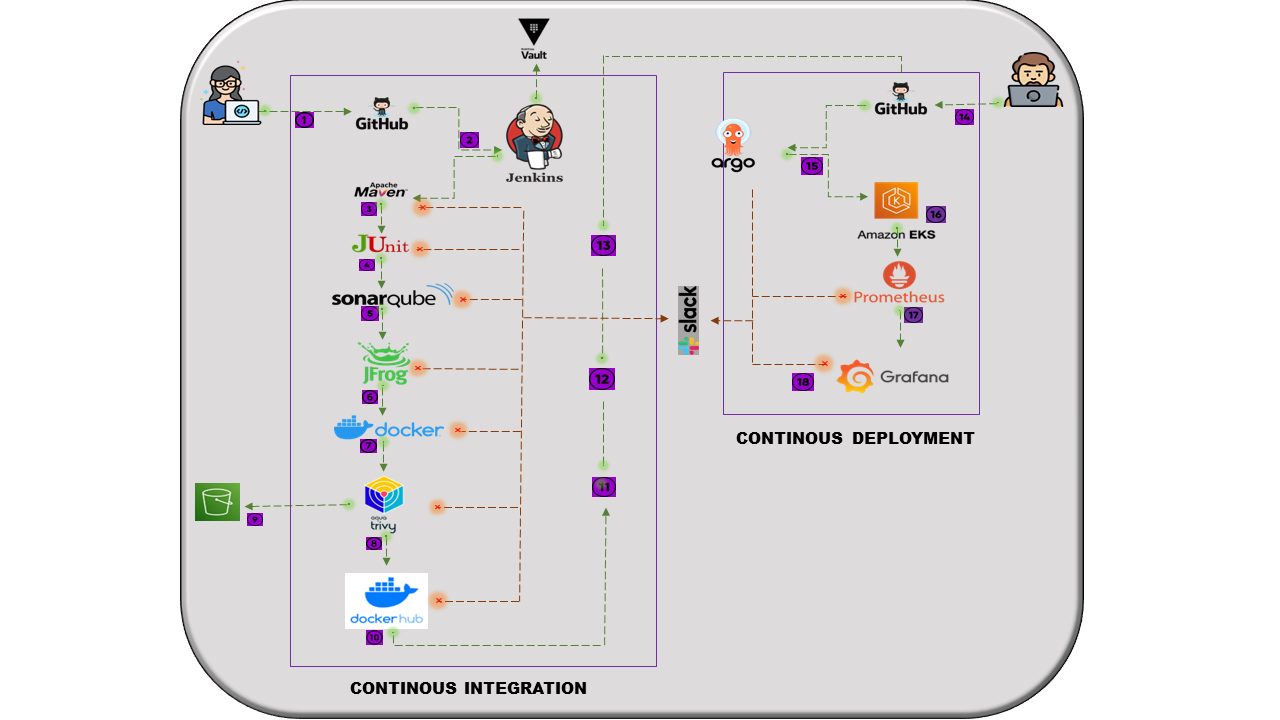 Vault
1
GitHub
2
Jenkins
Apache
Maven
3
JUnit
4
sonarqube
5
JFrog
6
docker
7
aqua
trivy
8
9
docker hub
10
11
12
13
slack
CONTINOUS INTEGRATION
GitHub
14
argo
15
16
Amazon EKS
Prometheus
17
Grafana
18
CONTINOUS DEPLOYMENT